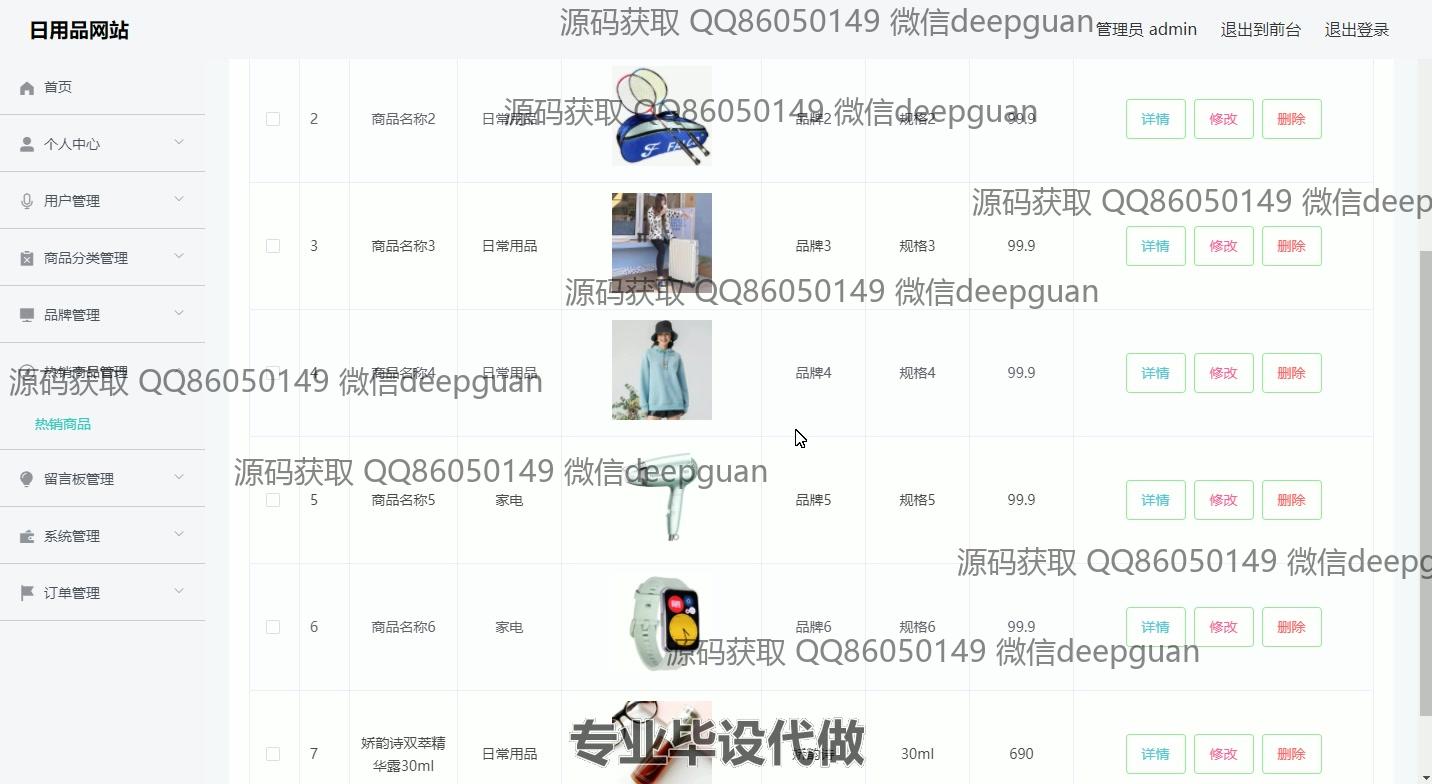 日用品网站
源码获取 QQ86050149 微信deepguan
管理员 admin
退出到前台
退出登录
首页
个人中心
用户管理
商品分类管理
品牌管理
热销商品管理
热销商品
留言板管理
系统管理
订单管理
2 商品名称2 日常用品 品牌2 规格2 99.9 详情 修改 删除
源码获取 QQ86050149 微信deepguan
源码获取 QQ86050149 微信deep
3 商品名称3 日常用品 品牌3 规格3 99.9 详情 修改 删除
源码获取 QQ86050149 微信deepguan
4 商品名称4 日常用品 品牌4 规格4 99.9 详情 修改 删除
源码获取 QQ86050149 微信deepguan
源码获取 QQ86050149 微信deepguan
5 商品名称5 家电 品牌5 规格5 99.9 详情 修改 删除
源码获取 QQ86050149 微信deepg
6 商品名称6 家电 品牌6 规格6 99.9 详情 修改 删除
源码获取 QQ86050149 微信deepguan
7 娇韵诗双萃精
华露30ml 日常用品 娇韵诗 30ml 690 详情 修改 删除
专业毕设代做